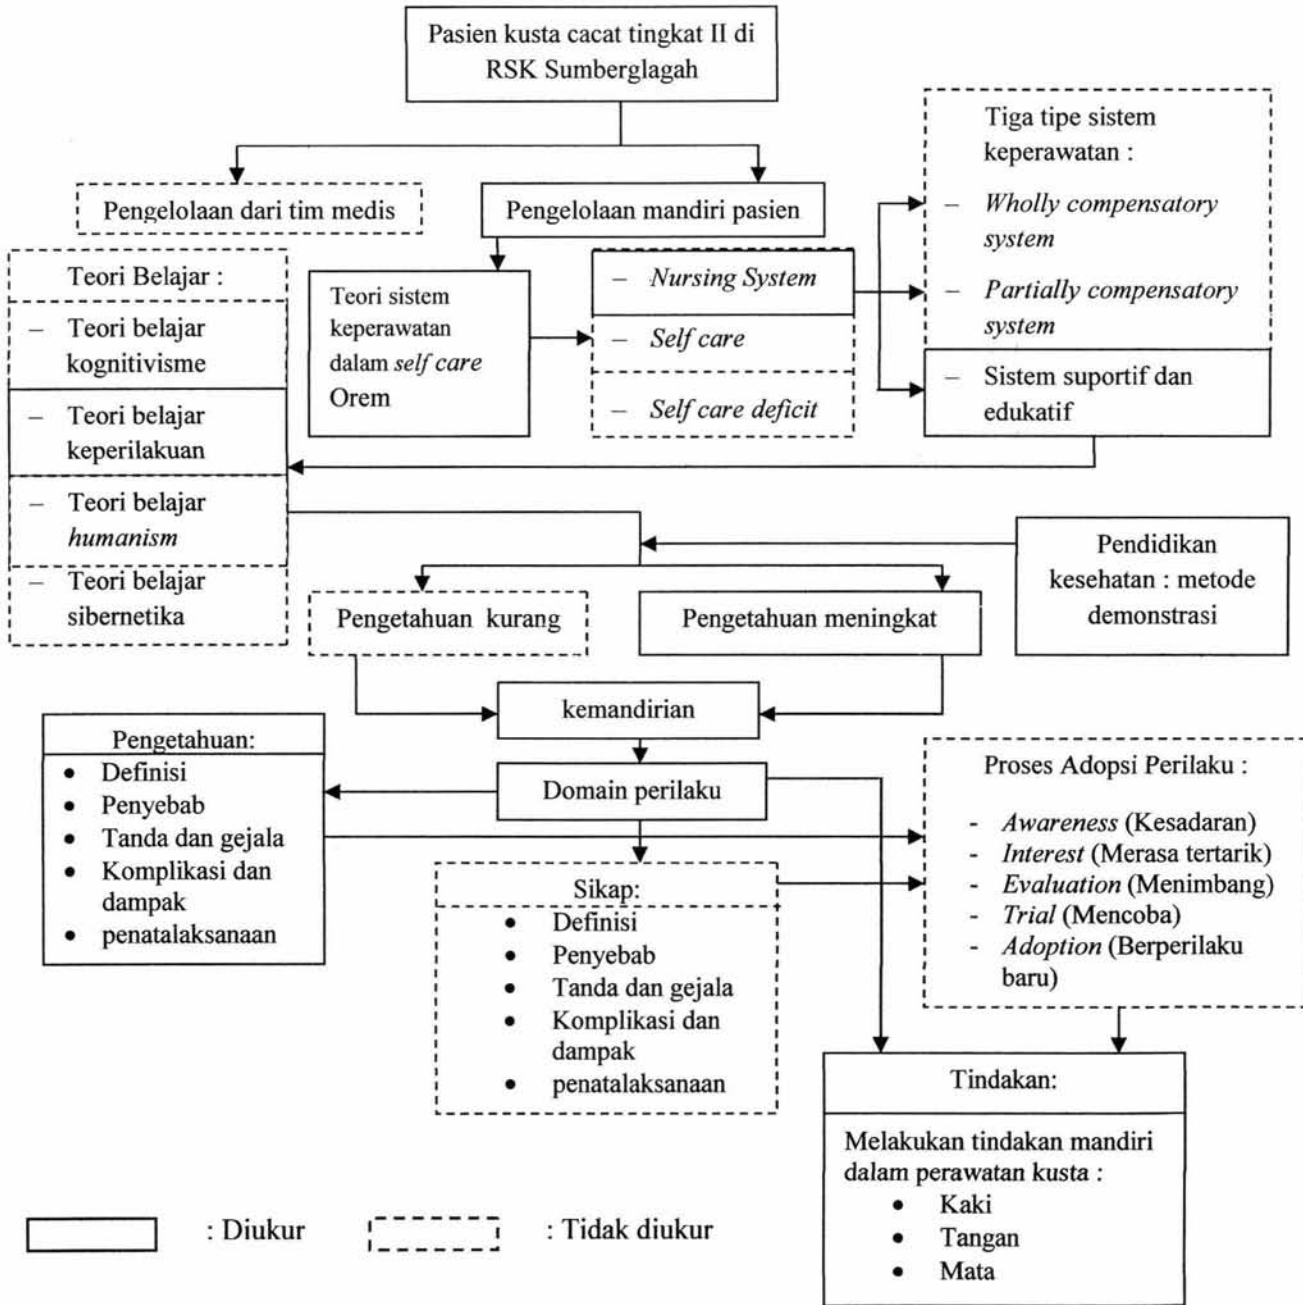 Pasien kusta cacat tingkat II di
RSK Sumberglagah
Tiga tipe sistem
keperawatan :
– Wholly compensatory
system
– Partially compensatory
system
– Sistem suportif dan
edukatif
Pengelolaan dari tim medis
Pengelolaan mandiri pasien
Teori Belajar :
– Teori belajar
kognitivisme
– Teori belajar
keperilakuan
– Teori belajar
humanism
– Teori belajar
sibernetika
Teori sistem
keperawatan
dalam self care
Orem
– Nursing System
– Self care
– Self care deficit
Pendidikan
kesehatan : metode
demonstrasi
Pengetahuan kurang
Pengetahuan meningkat
kemandirian
Domain perilaku
Pengetahuan:
• Definisi
• Penyebab
• Tanda dan gejala
• Komplikasi dan
dampak
• penatalaksanaan
Sikap:
• Definisi
• Penyebab
• Tanda dan gejala
• Komplikasi dan
dampak
• penatalaksanaan
Proses Adopsi Perilaku :
- Awareness (Kesadaran)
- Interest (Merasa tertarik)
- Evaluation (Menimbang)
- Trial (Mencoba)
- Adoption (Berperilaku
baru)
Tindakan:
Melakukan tindakan mandiri
dalam perawatan kusta :
• Kaki
• Tangan
• Mata
: Diukur
: Tidak diukur